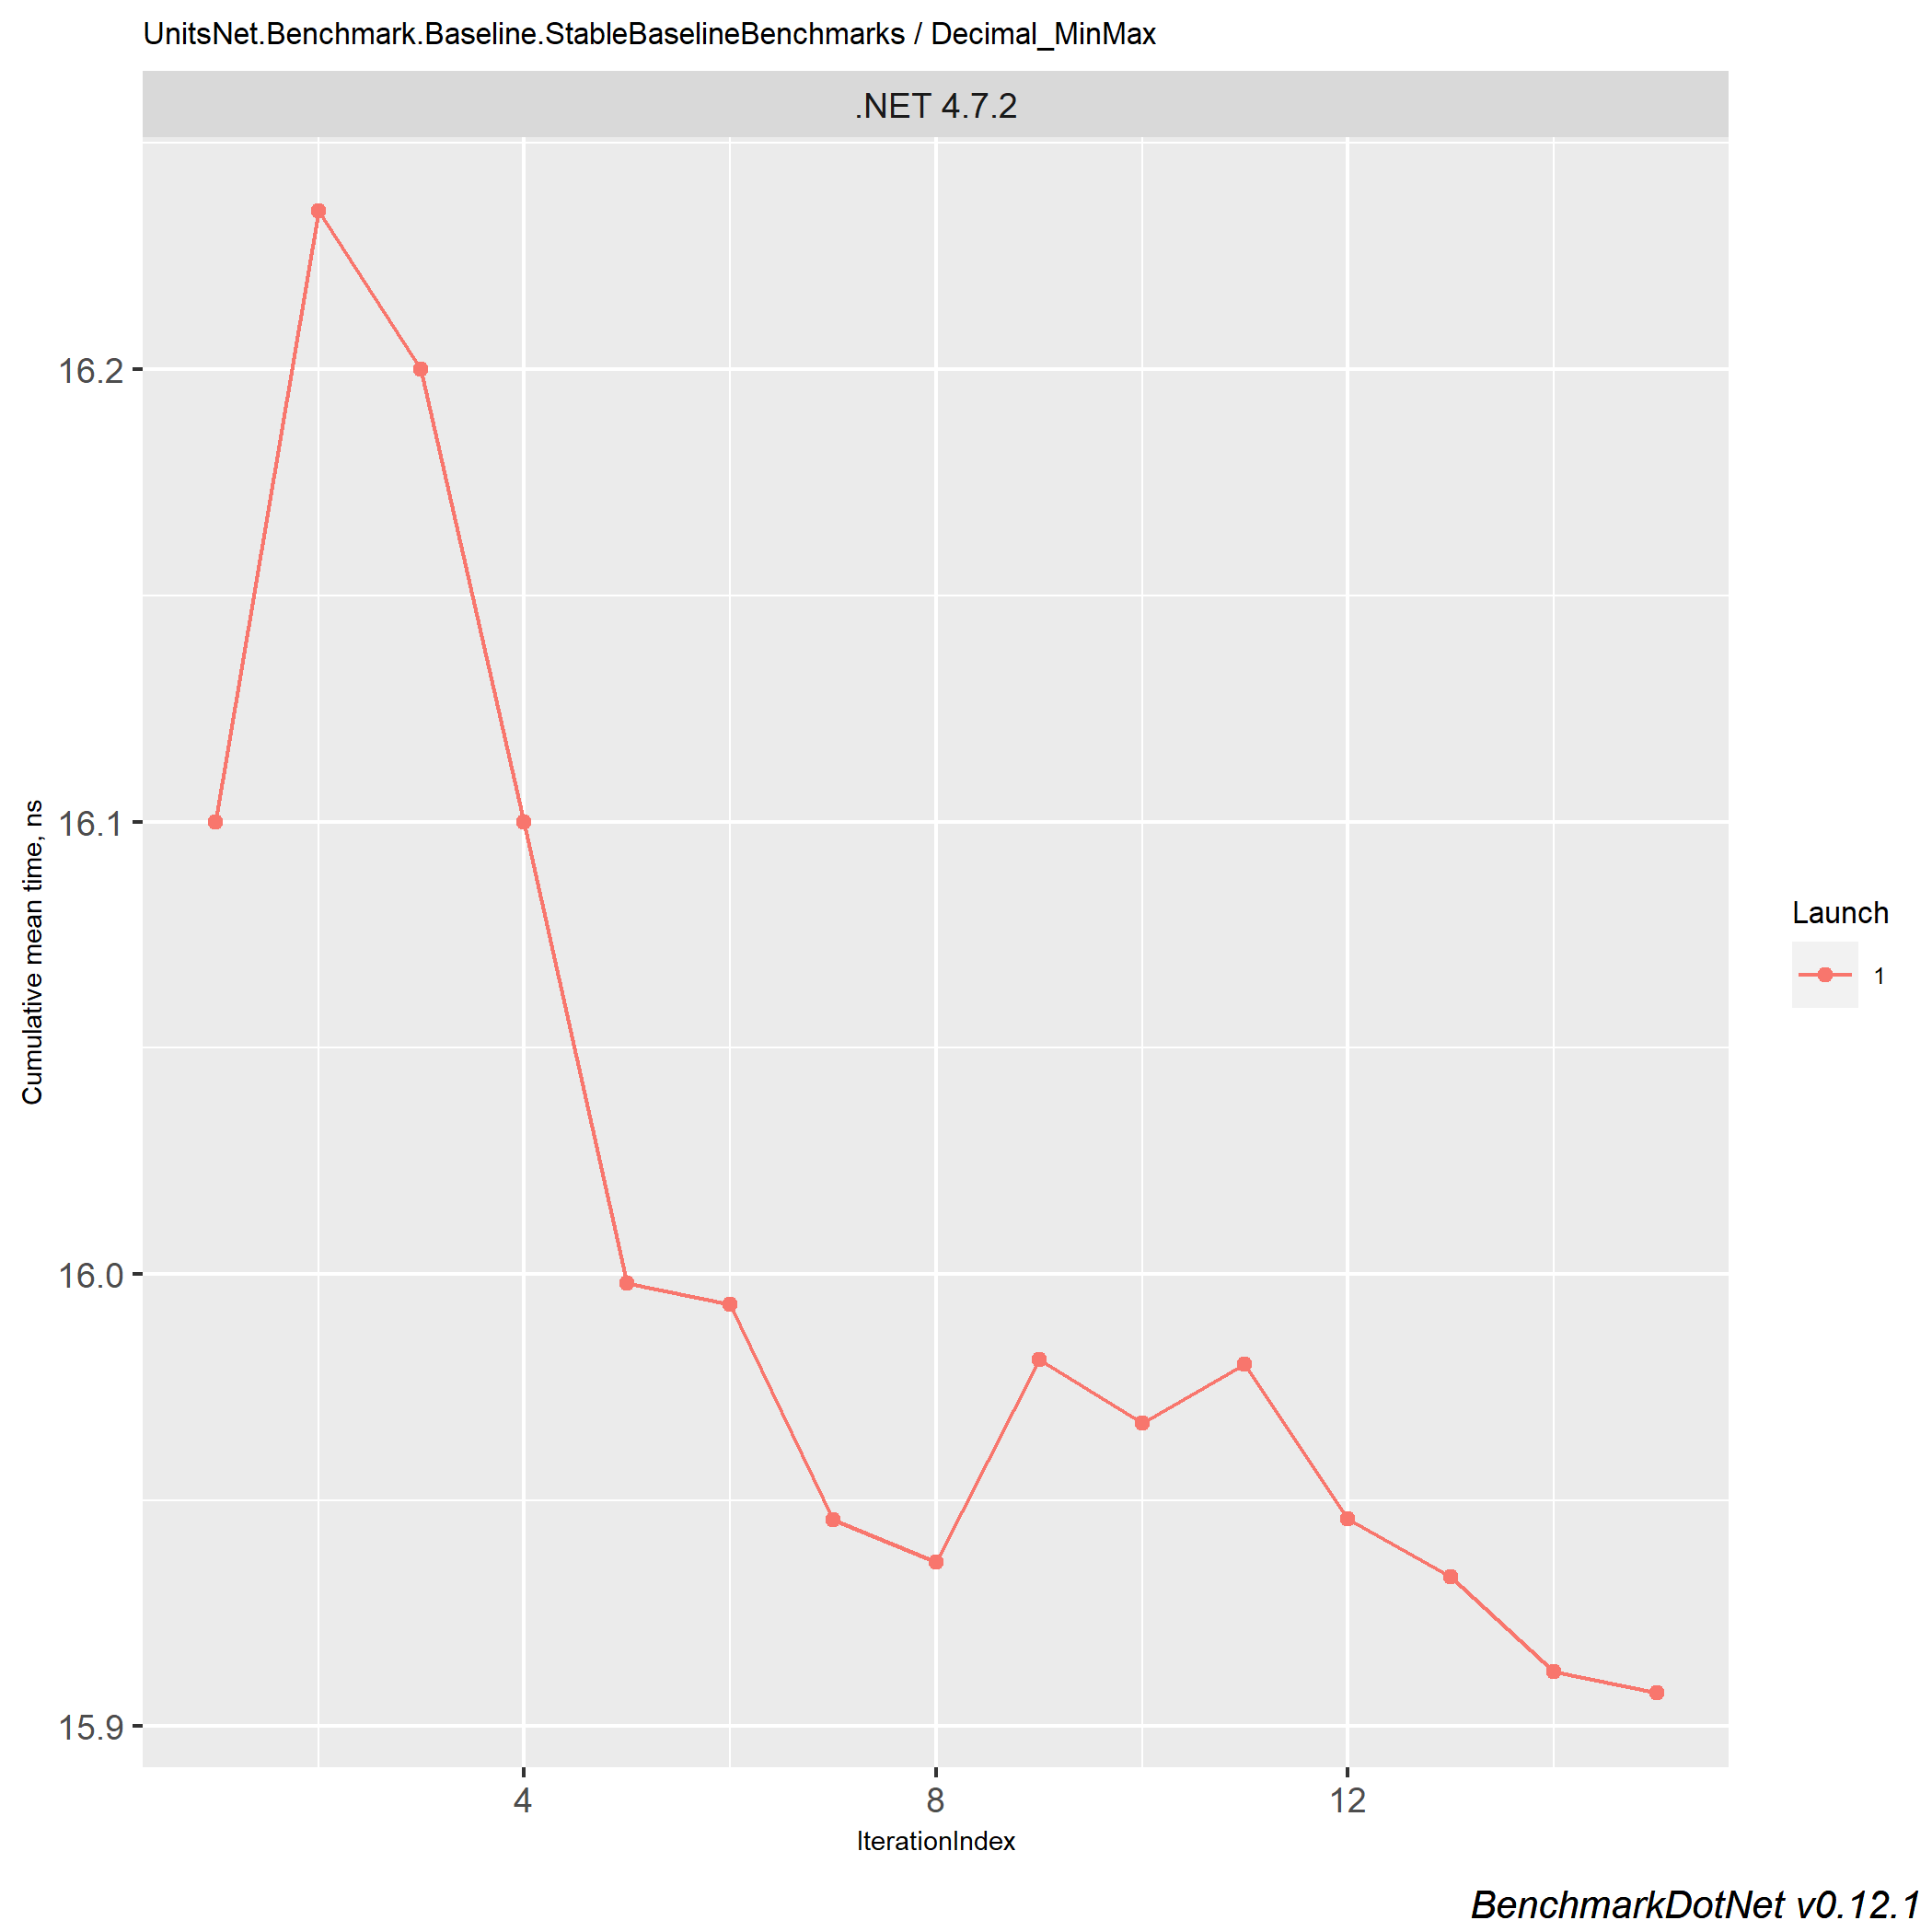 UnitsNet.Benchmark.Baseline.StableBaselineBenchmarks / Decimal_MinMax
.NET 4.7.2
16.2
16.1
16.0
15.9
Cumulative mean time, ns
4 8 12
IterationIndex
Launch
1
BenchmarkDotNet v0.12.1